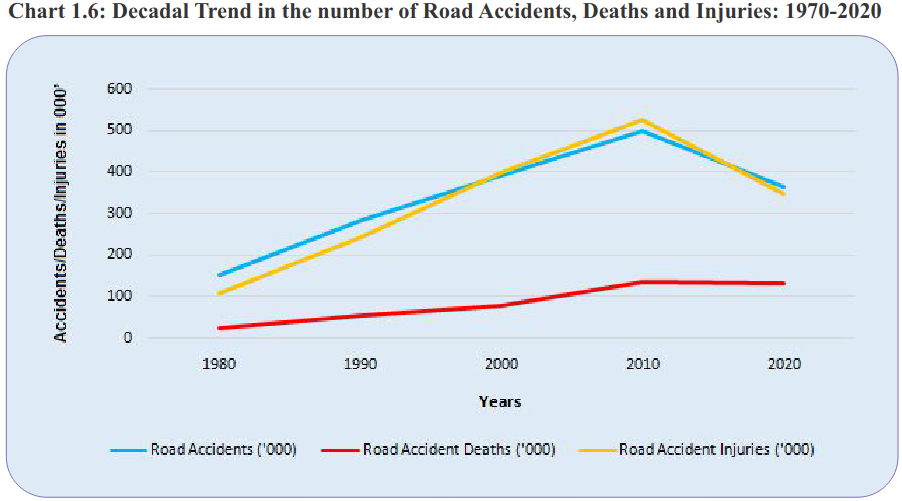 Chart 1.6: Decadal Trend in the number of Road Accidents, Deaths and Injuries: 1970-2020
Accidents/Deaths/Injuries in 000'
600
500
400
300
200
100
0
1980 1990 2000 2010 2020
Years
Road Accidents ('000) Road Accident Deaths ('000) Road Accident Injuries ('000)